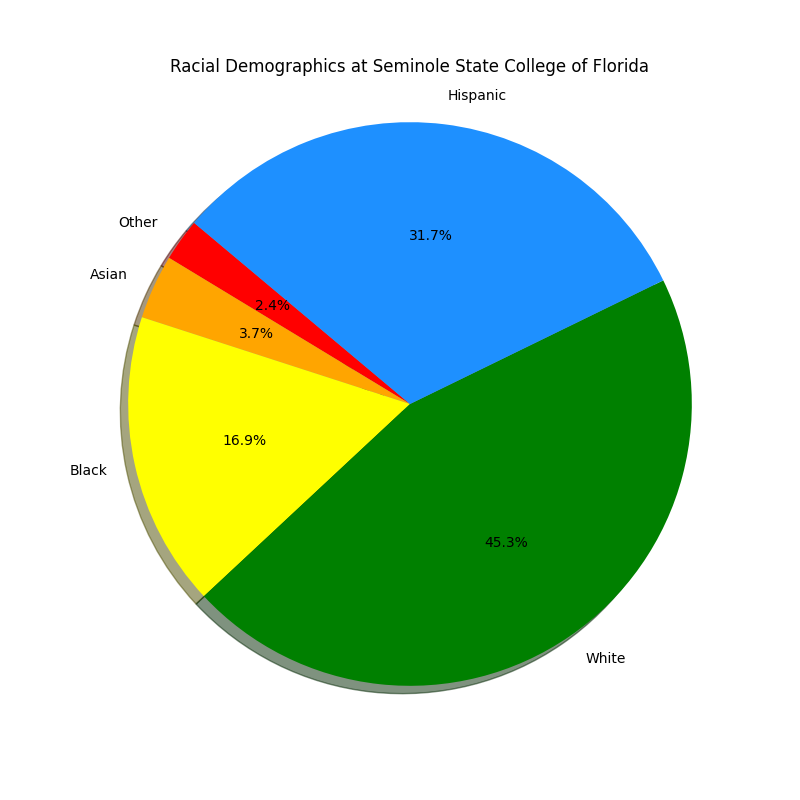 Racial Demographics at Seminole State College of Florida
Hispanic
31.7%
Other
2.4%
Asian
3.7%
Black
16.9%
45.3%
White